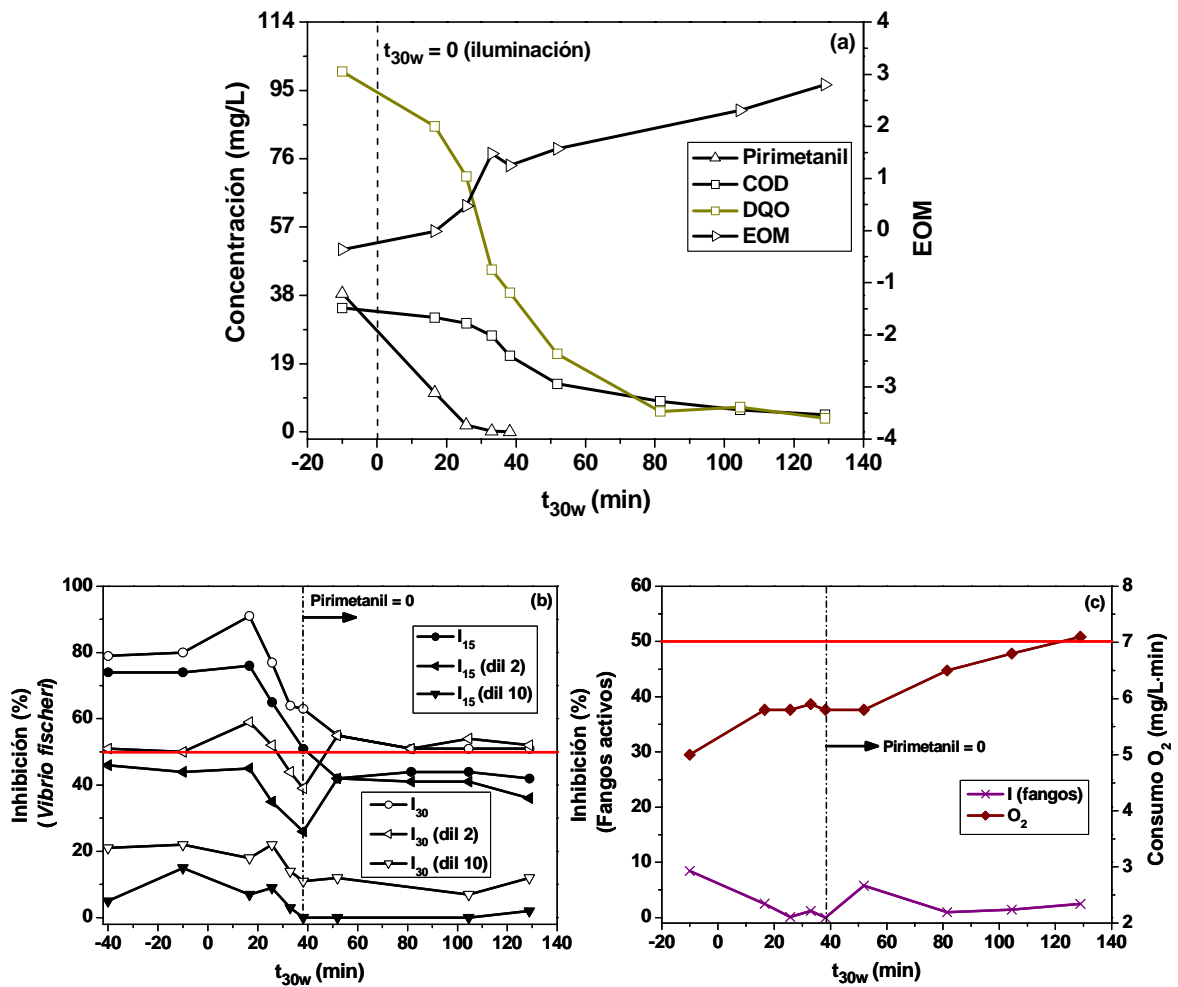 (a)
t30w = 0 (iluminación)
114
95
76
57
38
19
0
Concentración (mg/L)
4
3
2
1
0
-1
-2
-3
-4
EOM
Pirimetanil
COD
DQO
EOM
-20 0 20 40 60 80 100 120 140
t30w (min)
(b)
Pirimetanil = 0
100
80
60
40
20
0
Inhibición (%)
(Vibrio fischeri)
I15
I15 (dil 2)
I15 (dil 10)
I30
I30 (dil 2)
I30 (dil 10)
-40 -20 0 20 40 60 80 100 120 140
t30w (min)
(c)
60
50
40
30
20
10
0
Inhibición (%)
(Fangos activos)
8
7
6
5
4
3
2
Consumo O2 (mg/L·min)
Pirimetanil = 0
I (fangos)
O2
-20 0 20 40 60 80 100 120 140
t30w (min)